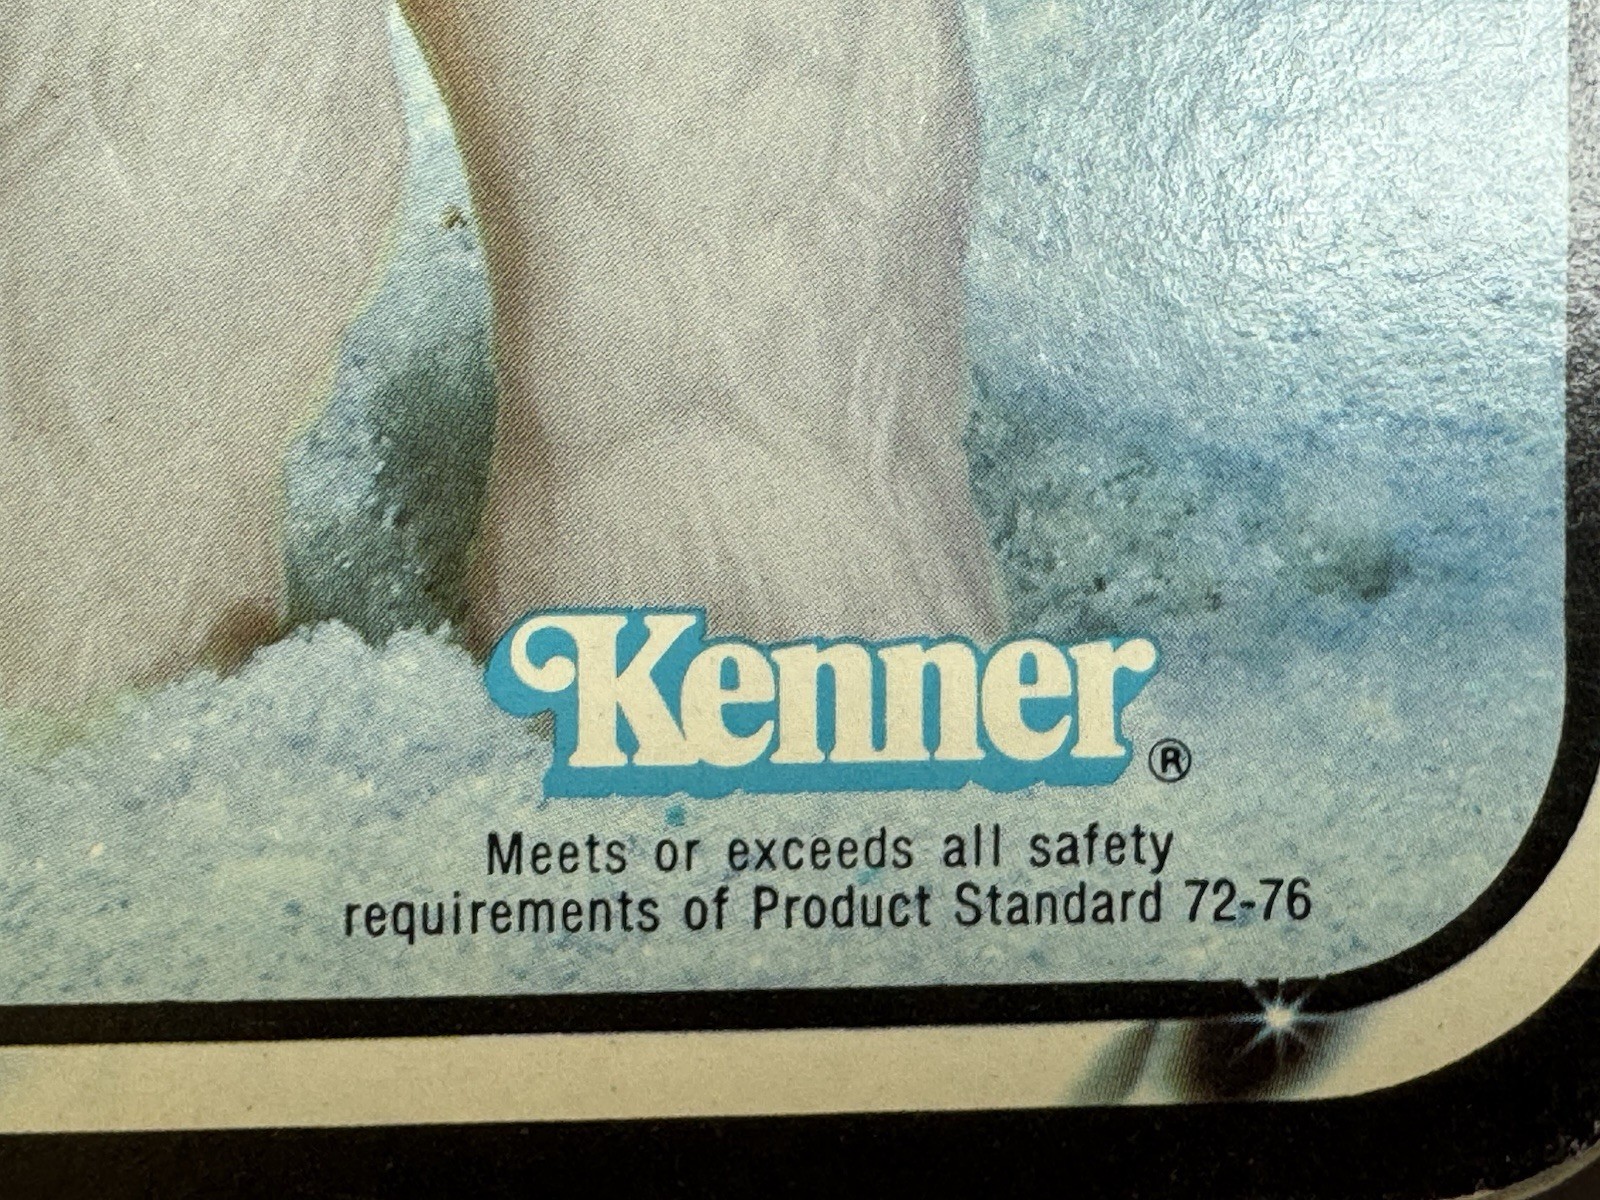 Kenner®
Meets or exceeds all safety
requirements of Product Standard 72-76